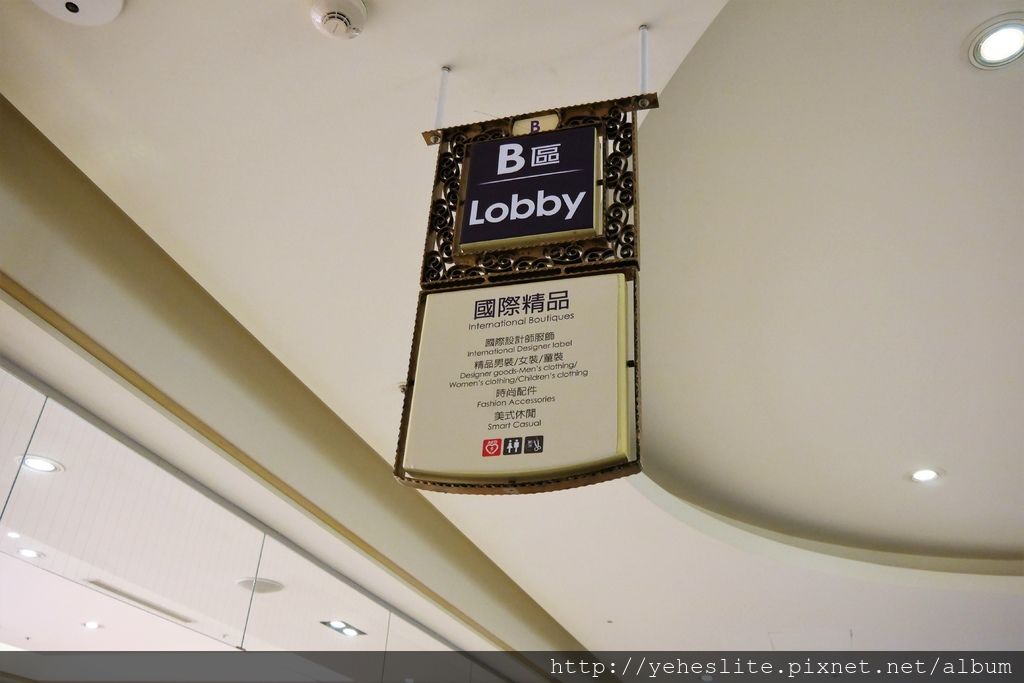 B
B區
Lobby
國際精品
International Boutiques
國際設計師服飾
International Designer label
精品男裝/女裝/童裝
Designer goods-Men's clothing/
Women's clothing/Children's clothing
時尚配件
Fashion Accessories
美式休閒
Smart Casual
http://yeheslite.pixnet.net/album